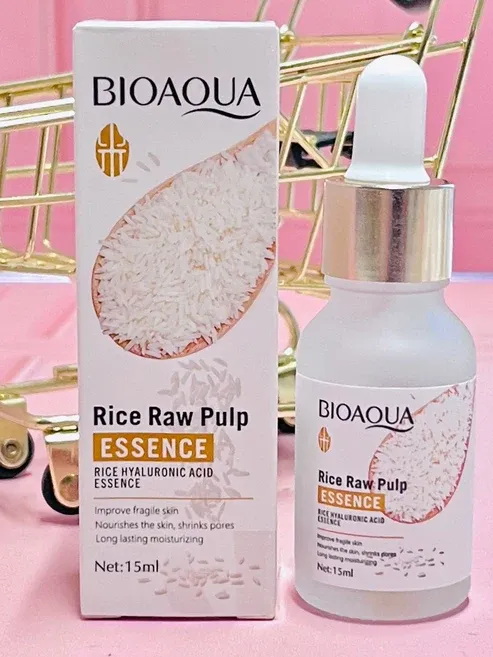 BIOAQUA
Rice Raw Pulp
ESSENCE
RICE HYALURONIC ACID
ESSENCE
Improve fragile skin
Nourishes the skin, shrinks pores
Long lasting moisturizing
Net:15ml
BIOAQUA
Rice Raw Pulp
ESSENCE
RICE HYALURONIC ACID
ESSENCE
Improve fragile skin
Nourishes the skin, shrinks pores
Long lasting moisturizing
Net:15ml